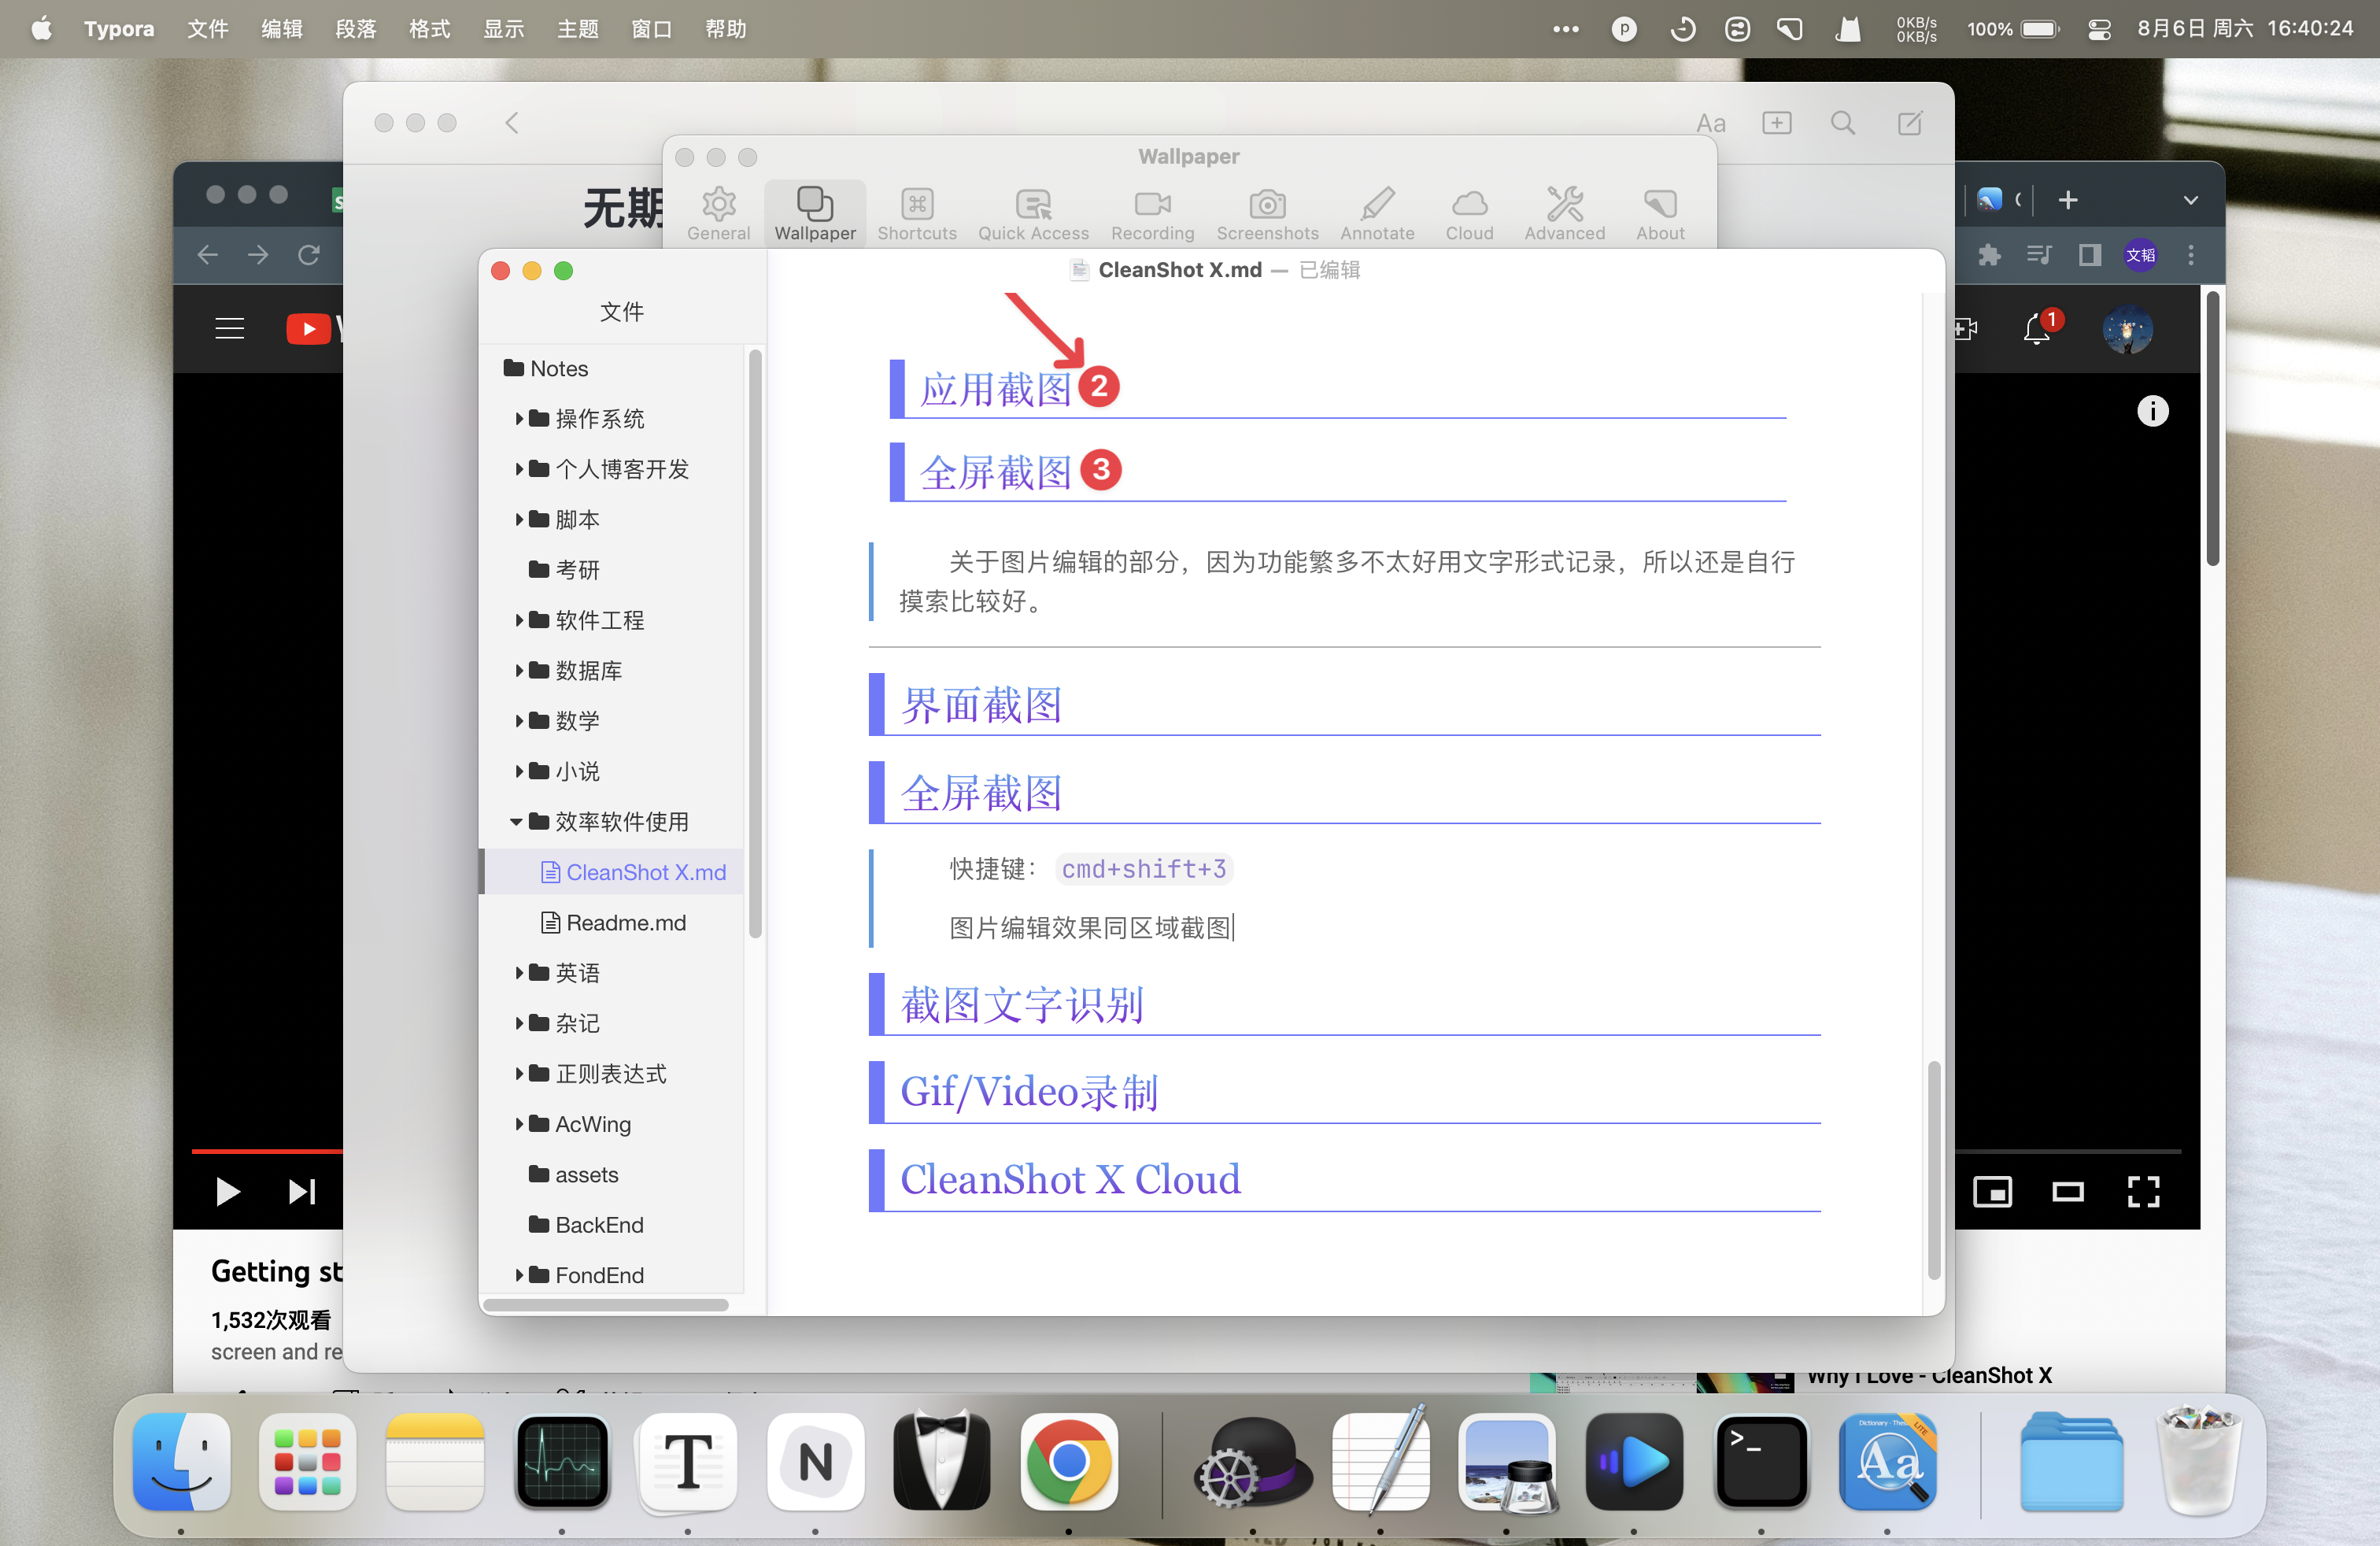 Typora 文件 编辑 段落 格式 显示 主题 窗口 帮助
0KB/s
0KB/s
100%
8月6日 周六 16:40:24
Aa
Wallpaper
无期
General Wallpaper Shortcuts Quick Access Recording Screenshots Annotate Cloud Advanced About
文韬
CleanShot X.md — 已编辑
文件
Notes
操作系统
个人博客开发
脚本
考研
软件工程
数据库
数学
小说
效率软件使用
CleanShot X.md
Readme.md
英语
杂记
正则表达式
AcWing
assets
BackEnd
FondEnd
应用截图 2
全屏截图 3
关于图片编辑的部分，因为功能繁多不太好用文字形式记录，所以还是自行
摸索比较好。
界面截图
全屏截图
快捷键： cmd+shift+3
图片编辑效果同区域截图
截图文字识别
Gif/Video录制
CleanShot X Cloud
1
Getting st
1,532次观看
screen and re
Why I Love - CleanShot X
T
N
>_
Aa
LITE